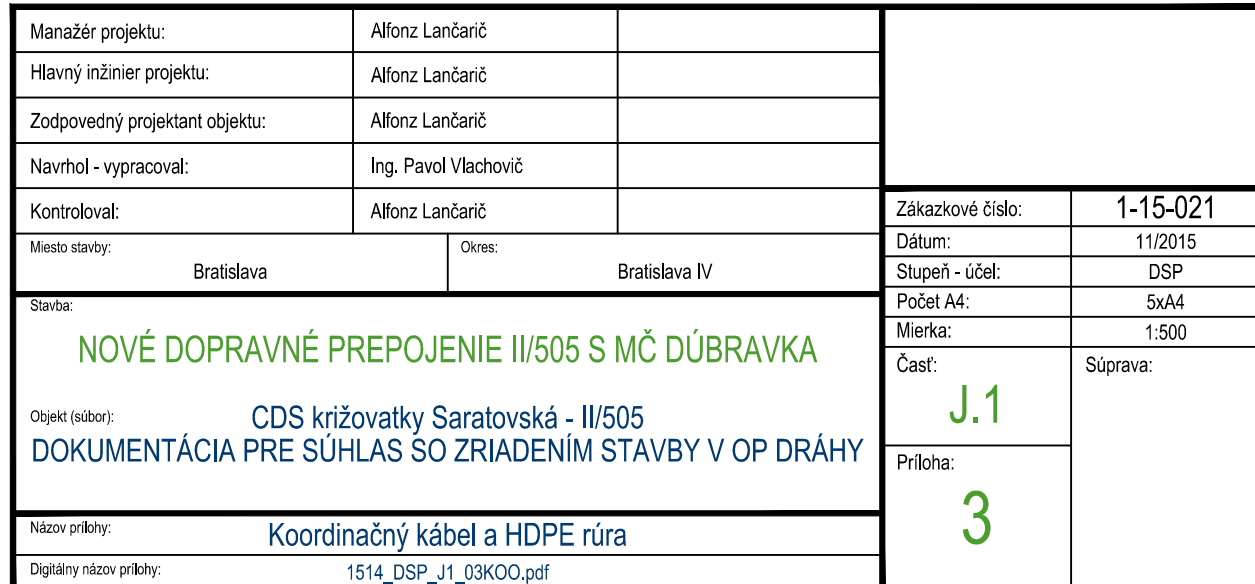 Manažér projektu: Alfonz Lančarič
Hlavný inžinier projektu: Alfonz Lančarič
Zodpovedný projektant objektu: Alfonz Lančarič
Navrhol - vypracoval: Ing. Pavol Vlachovič
Kontroloval: Alfonz Lančarič
Miesto stavby: Okres:
Bratislava Bratislava IV
Stavba:
NOVÉ DOPRAVNÉ PREPOJENIE II/505 S MČ DÚBRAVKA
Objekt (súbor): CDS križovatky Saratovská - II/505
DOKUMENTÁCIA PRE SÚHLAS SO ZRIADENÍM STAVBY V OP DRÁHY
Názov prílohy: Koordinačný kábel a HDPE rúra
Digitálny názov prílohy: 1514_DSP_J1_03KOO.pdf
Zákazkové číslo: 1-15-021
Dátum: 11/2015
Stupeň - účel: DSP
Počet A4: 5xA4
Mierka: 1:500
Časť: Súprava:
J.1
Príloha:
3